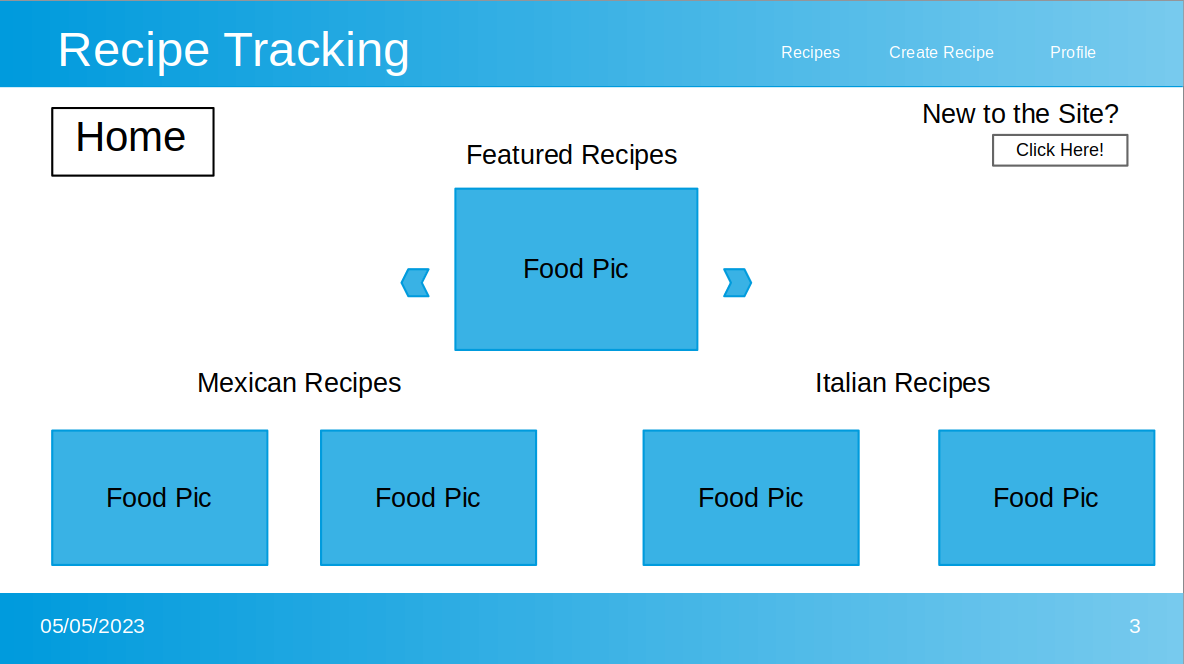 Recipe Tracking
Recipes
Create Recipe
Profile
Home
New to the Site?
Click Here!
Featured Recipes
Food Pic
Mexican Recipes
Italian Recipes
Food Pic
Food Pic
Food Pic
Food Pic
05/05/2023
3